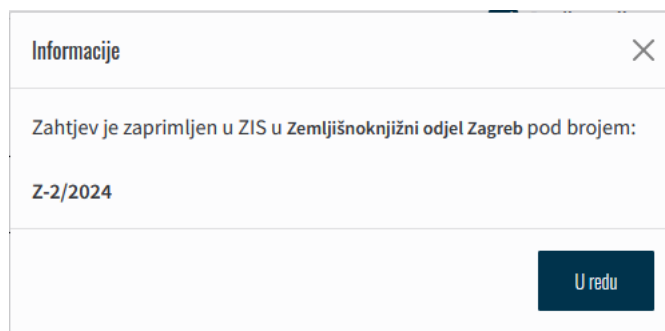 Informacije
Zahtjev je zaprimljen u ZIS u Zemljišnoknjižni odjel Zagreb pod brojem:
Z-2/2024
U redu